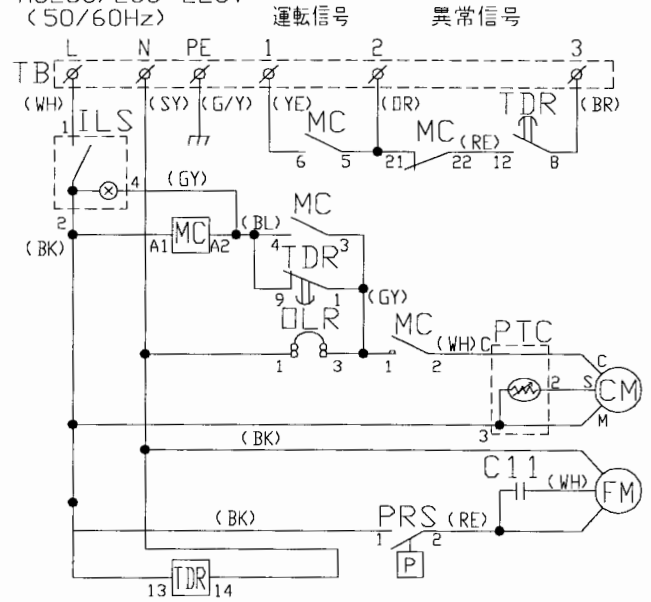 (50/60Hz) 運転信号 異常信号
L N PE 1 2 3
TB
(WH) (SY) (G/Y) (YE) (OR) TDR (BR)
1 ILS MC MC (RE)
6 5 21 22 12 8
4 (GY)
2 MC
(BK) A1 MC A2 (BL) 4 3
TDR
9 1 (GY)
OLR MC PTC
1 3 1 2 (WH) C C
2 S CM
3 M
(BK)
C11 (WH) FM
(BK) PRS (RE)
1 2
P
13 TDR 14